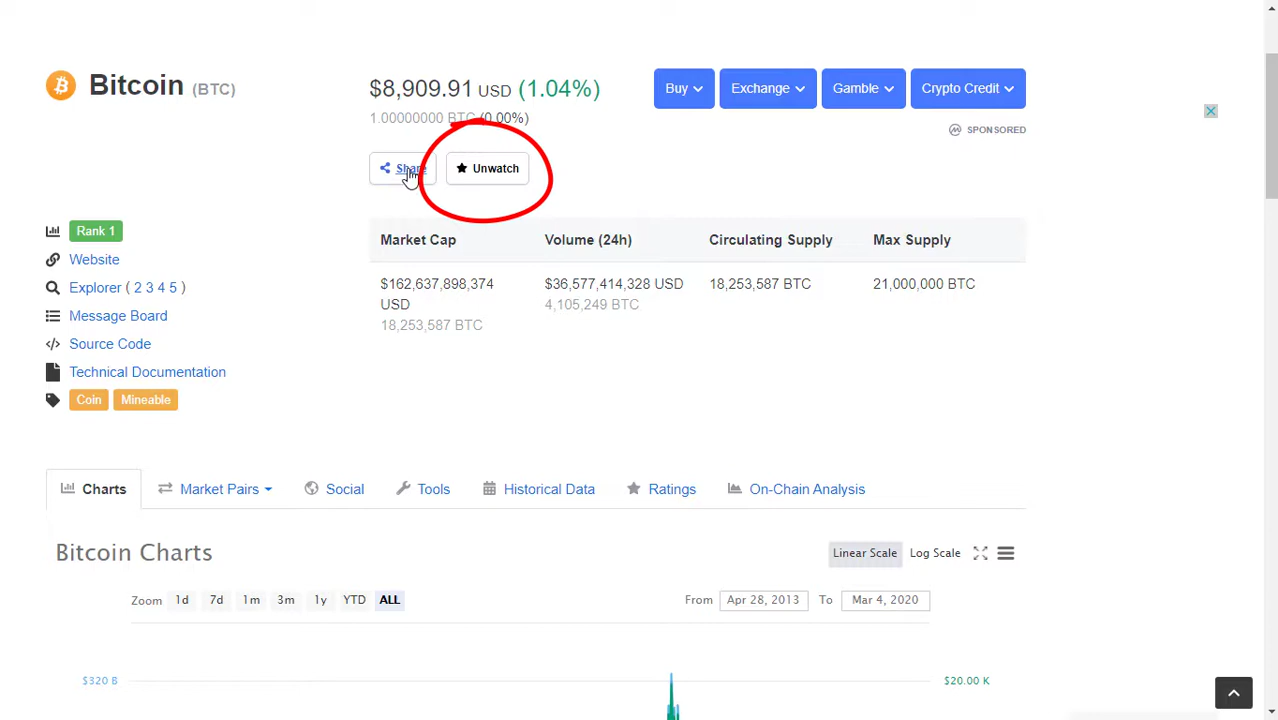 Bitcoin (BTC)
$8,909.91 USD (1.04%)
1.00000000 BTC (0.00%)
Buy
Exchange
Gamble
Crypto Credit
SPONSORED
Share
Unwatch
Rank 1
Website
Explorer ( 2 3 4 5 )
Message Board
Source Code
Technical Documentation
Coin Mineable
Market Cap Volume (24h) Circulating Supply Max Supply
$162,637,898,374 $36,577,414,328 USD 18,253,587 BTC 21,000,000 BTC
USD 4,105,249 BTC
18,253,587 BTC
Charts Market Pairs Social Tools Historical Data Ratings On-Chain Analysis
Bitcoin Charts
Linear Scale Log Scale
Zoom 1d 7d 1m 3m 1y YTD ALL From Apr 28, 2013 To Mar 4, 2020
$320 B $20.00 K